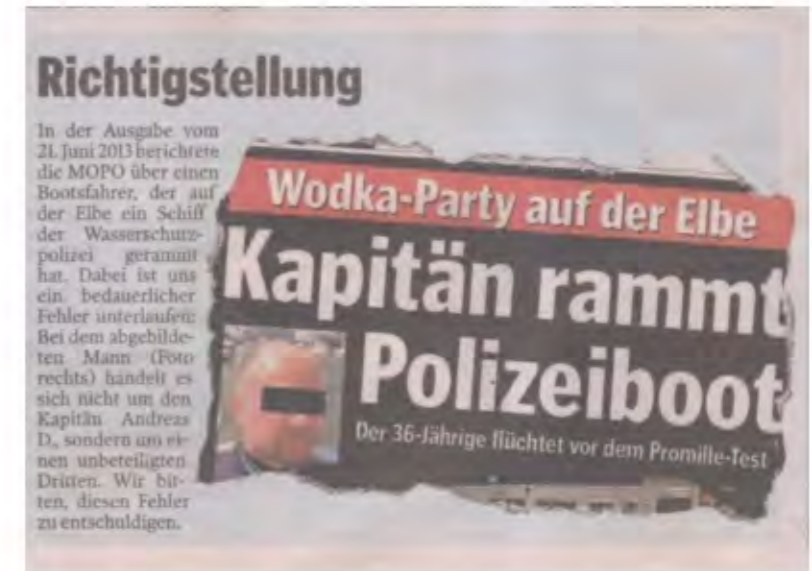 Richtigstellung
In der Ausgabe vom
21. Juni 2013 berichtete
die MOPO über einen
Bootsfahrer, der auf
der Elbe ein Schiff
der Wasserschutz-
polizei gerammt
hat. Dabei ist uns
ein bedauerlicher
Fehler unterlaufen:
Bei dem abgebilde-
ten Mann (Foto
rechts) handelt es
sich nicht um den
Kapitän Andreas
D., sondern um ei-
nen unbeteiligten
Dritten. Wir bit-
ten, diesen Fehler
zu entschuldigen.
Wodka-Party auf der Elbe
Kapitän rammt
Polizeiboot
Der 36-Jährige flüchtet vor dem Promille-Test